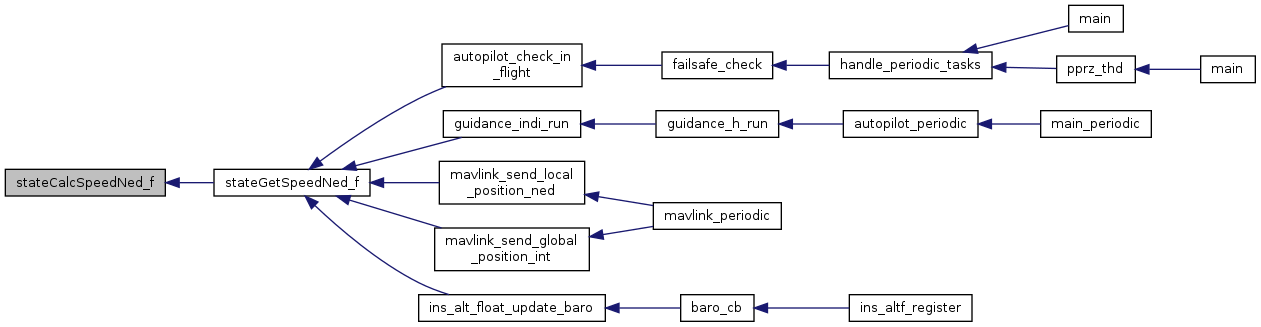 main
autopilot_check_in
_flight
failsafe_check
handle_periodic_tasks
pprz_thd
main
guidance_indi_run
guidance_h_run
autopilot_periodic
main_periodic
stateCalcSpeedNed_f
stateGetSpeedNed_f
mavlink_send_local
_position_ned
mavlink_periodic
mavlink_send_global
_position_int
ins_alt_float_update_baro
baro_cb
ins_altf_register